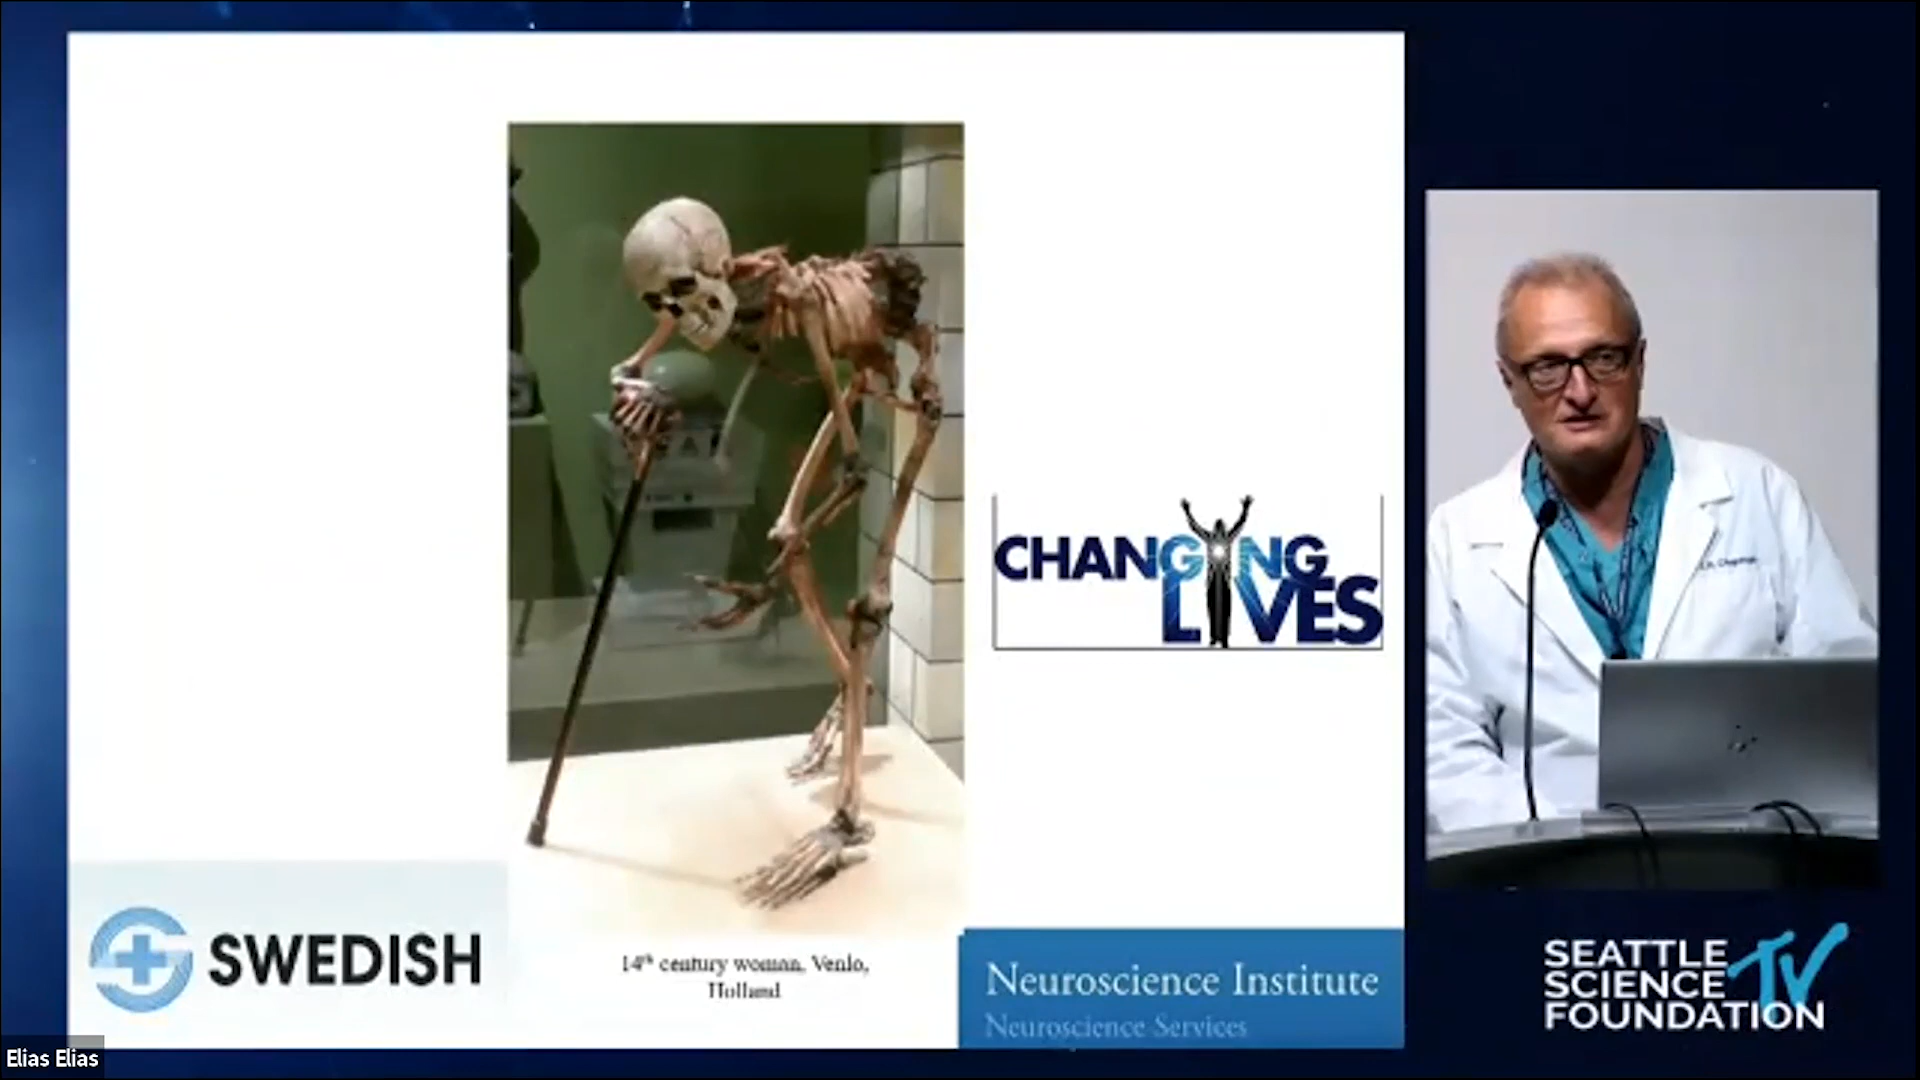 CHANGING
LIVES
SWEDISH
14th century woman, Venlo,
Holland
Neuroscience Institute
Neuroscience Services
SEATTLE
SCIENCE TV
FOUNDATION
Elias Elias